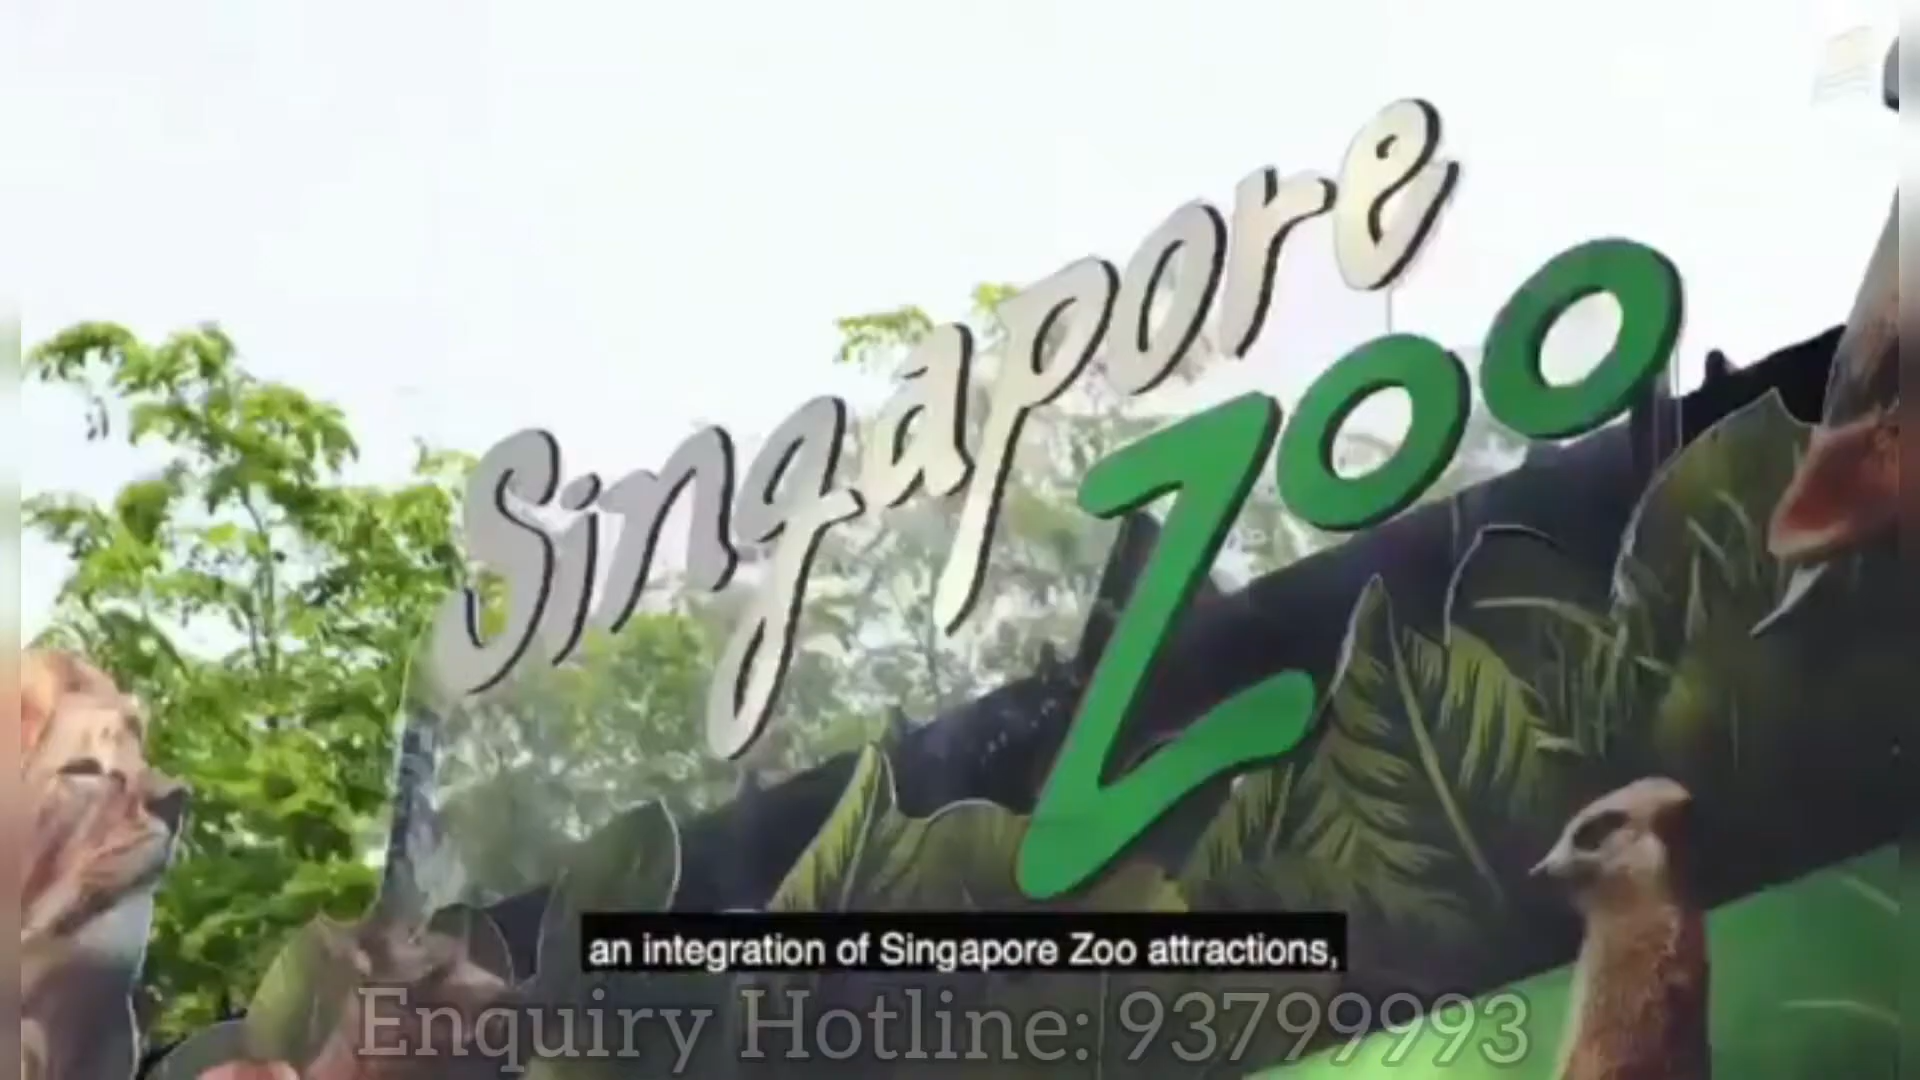 Singapore
Zoo
an integration of Singapore Zoo attractions,
Enquiry Hotline: 93799993